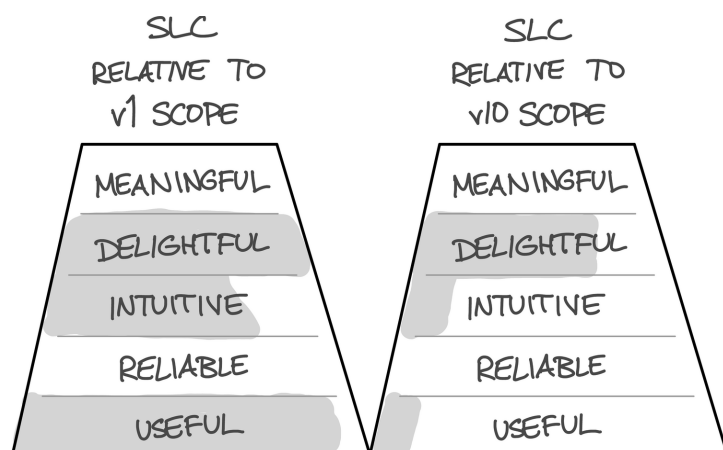 SLC
RELATIVE TO
v1 SCOPE
MEANINGFUL
DELIGHTFUL
INTUITIVE
RELIABLE
USEFUL
SLC
RELATIVE TO
v10 SCOPE
MEANINGFUL
DELIGHTFUL
INTUITIVE
RELIABLE
USEFUL